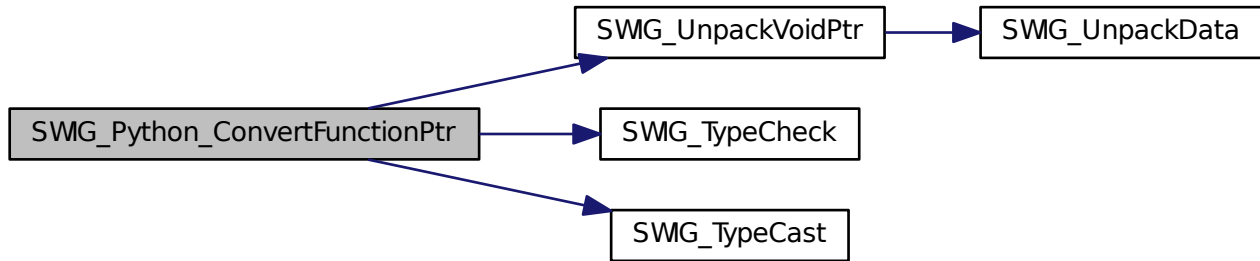 SWIG_UnpackVoidPtr
SWIG_UnpackData
SWIG_Python_ConvertFunctionPtr
SWIG_TypeCheck
SWIG_TypeCast